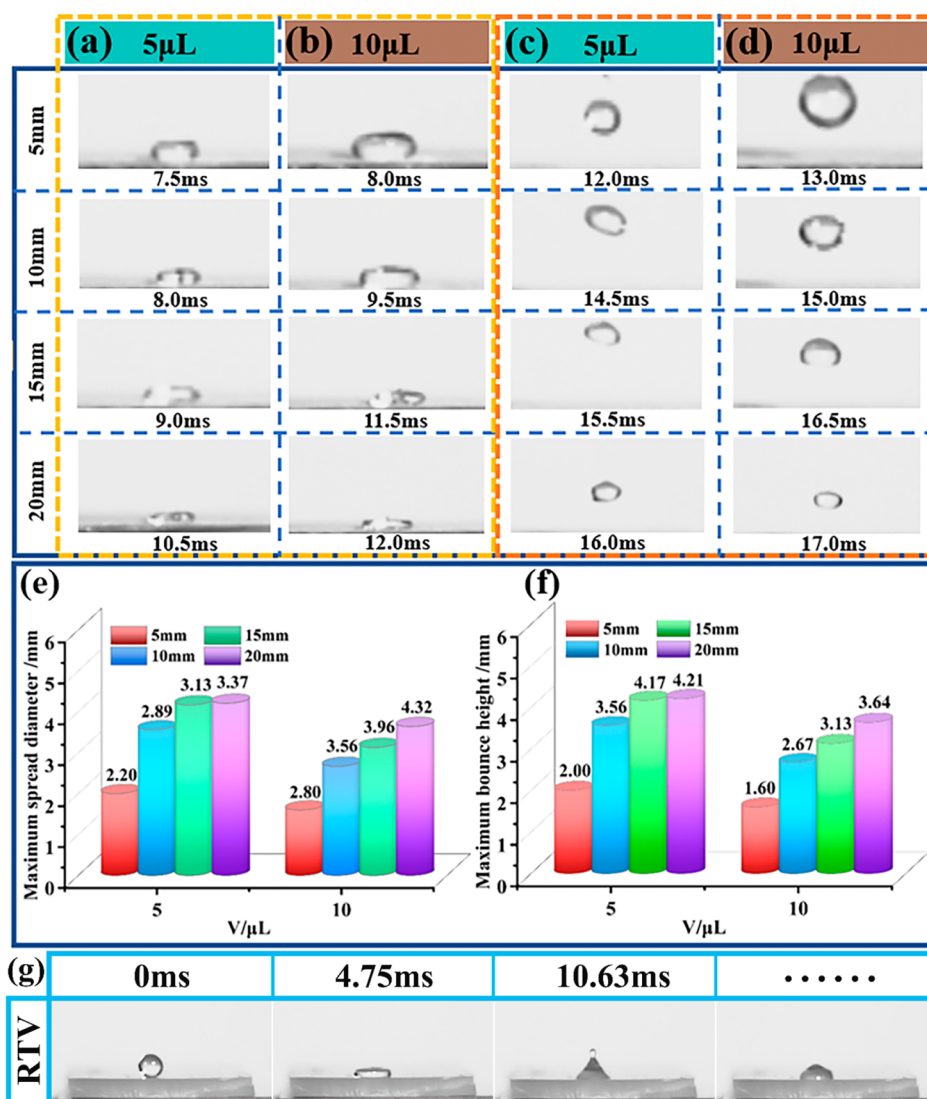 (a) 5μL (b) 10μL (c) 5μL (d) 10μL
5mm
7.5ms 8.0ms 12.0ms 13.0ms
10mm
8.0ms 9.5ms 14.5ms 15.0ms
15mm
9.0ms 11.5ms 15.5ms 16.5ms
20mm
10.5ms 12.0ms 16.0ms 17.0ms
(e)
Maximum spread diameter /mm
6
5
4
3
2
1
0
5mm 15mm
10mm 20mm
2.20 2.89 3.13 3.37
2.80 3.56 3.96 4.32
5 10
V/μL
(f)
Maximum bounce height /mm
6
5
4
3
2
1
0
5mm 15mm
10mm 20mm
2.00 3.56 4.17 4.21
1.60 2.67 3.13 3.64
5 10
V/μL
(g) 0ms 4.75ms 10.63ms ······
RTV